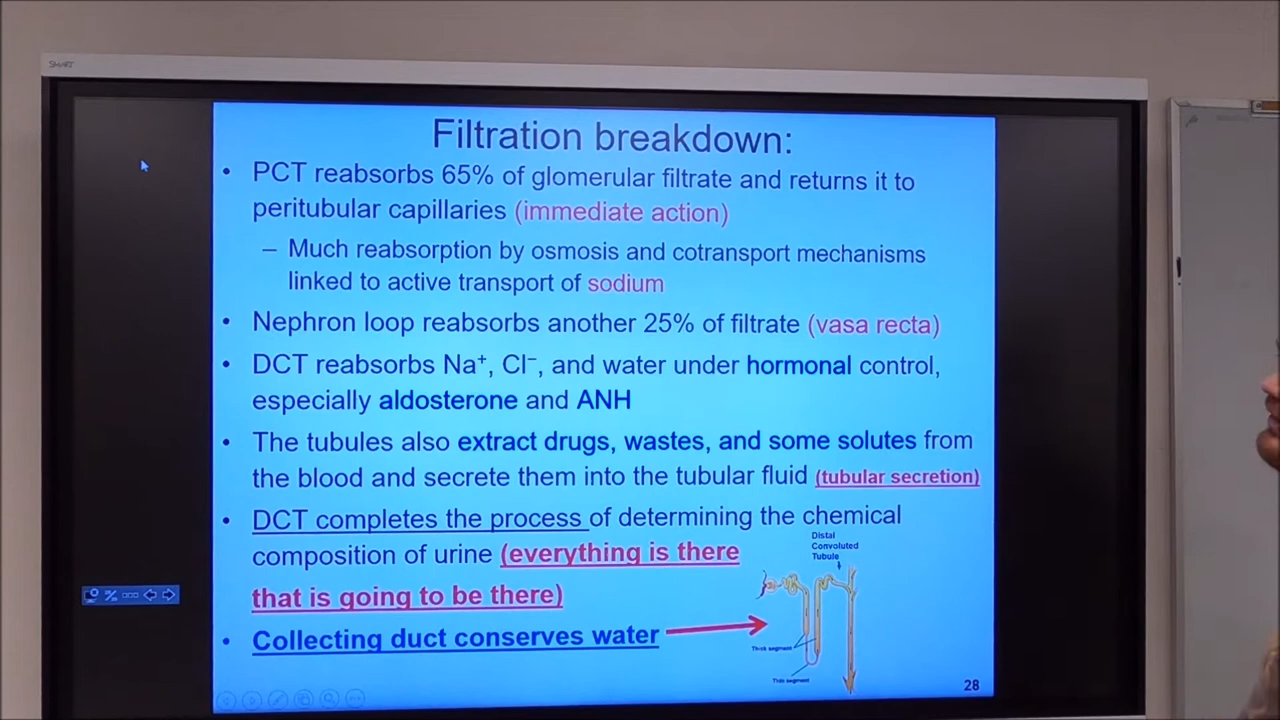 SMART
Filtration breakdown:
• PCT reabsorbs 65% of glomerular filtrate and returns it to
peritubular capillaries (immediate action)
– Much reabsorption by osmosis and cotransport mechanisms
linked to active transport of sodium
• Nephron loop reabsorbs another 25% of filtrate (vasa recta)
• DCT reabsorbs Na⁺, Cl⁻, and water under hormonal control,
especially aldosterone and ANH
• The tubules also extract drugs, wastes, and some solutes from
the blood and secrete them into the tubular fluid (tubular secretion)
• DCT completes the process of determining the chemical
composition of urine (everything is there
that is going to be there)
• Collecting duct conserves water
Distal
Convoluted
Tubule
Thick segment
Thin segment
28